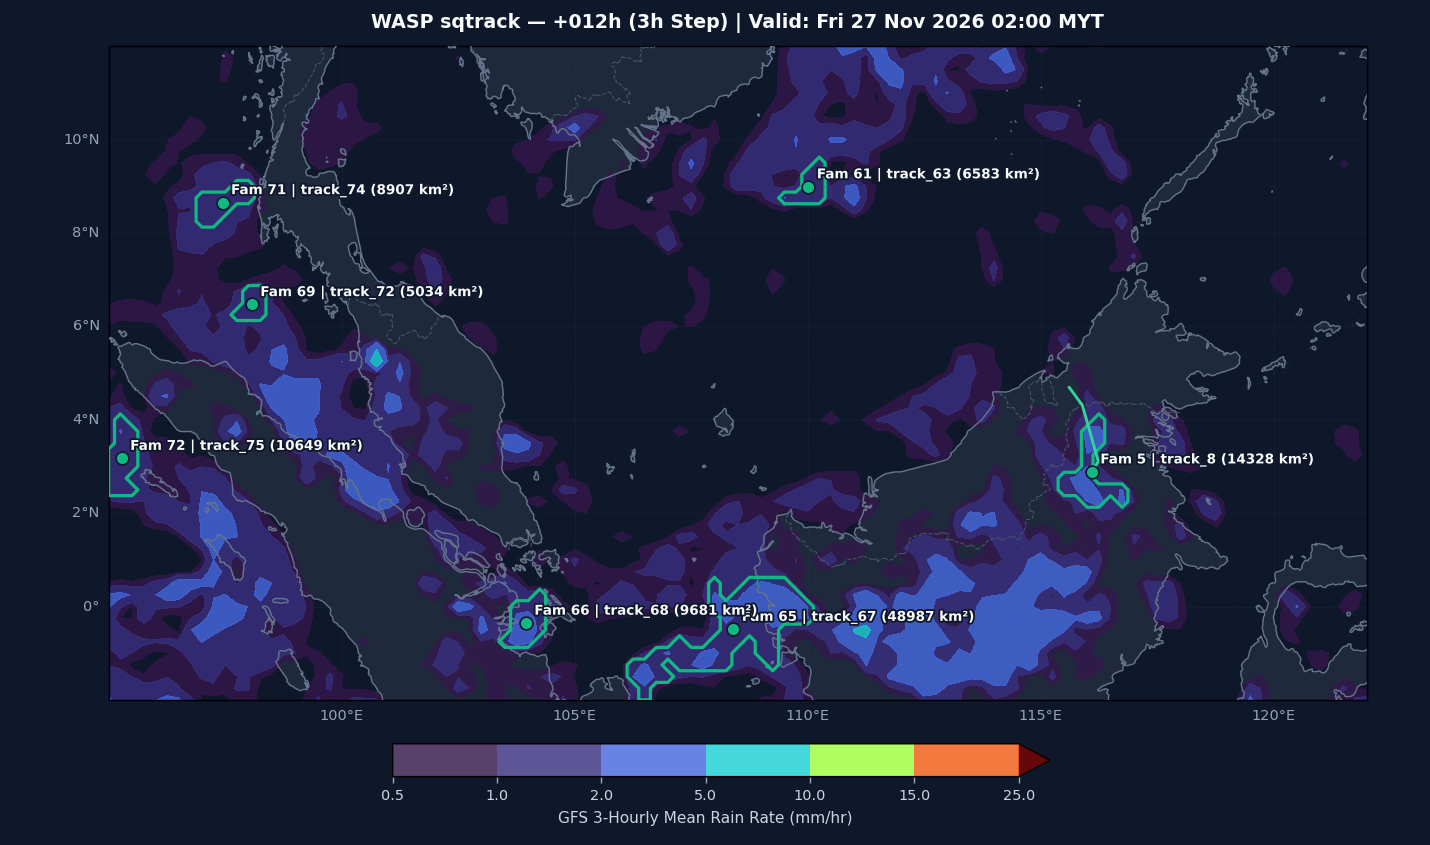 WASP sqtrack — +012h (3h Step) | Valid: Fri 27 Nov 2026 02:00 MYT
10°N
8°N
6°N
4°N
2°N
0°
Fam 61 | track_63 (6583 km²)
Fam 71 | track_74 (8907 km²)
Fam 69 | track_72 (5034 km²)
Fam 72 | track_75 (10649 km²)
Fam 5 | track_8 (14328 km²)
Fam 66 | track_68 (9681 km²)
Fam 65 | track_67 (48987 km²)
100°E
105°E
110°E
115°E
120°E
0.5
1.0
2.0
5.0
10.0
15.0
25.0
GFS 3-Hourly Mean Rain Rate (mm/hr)